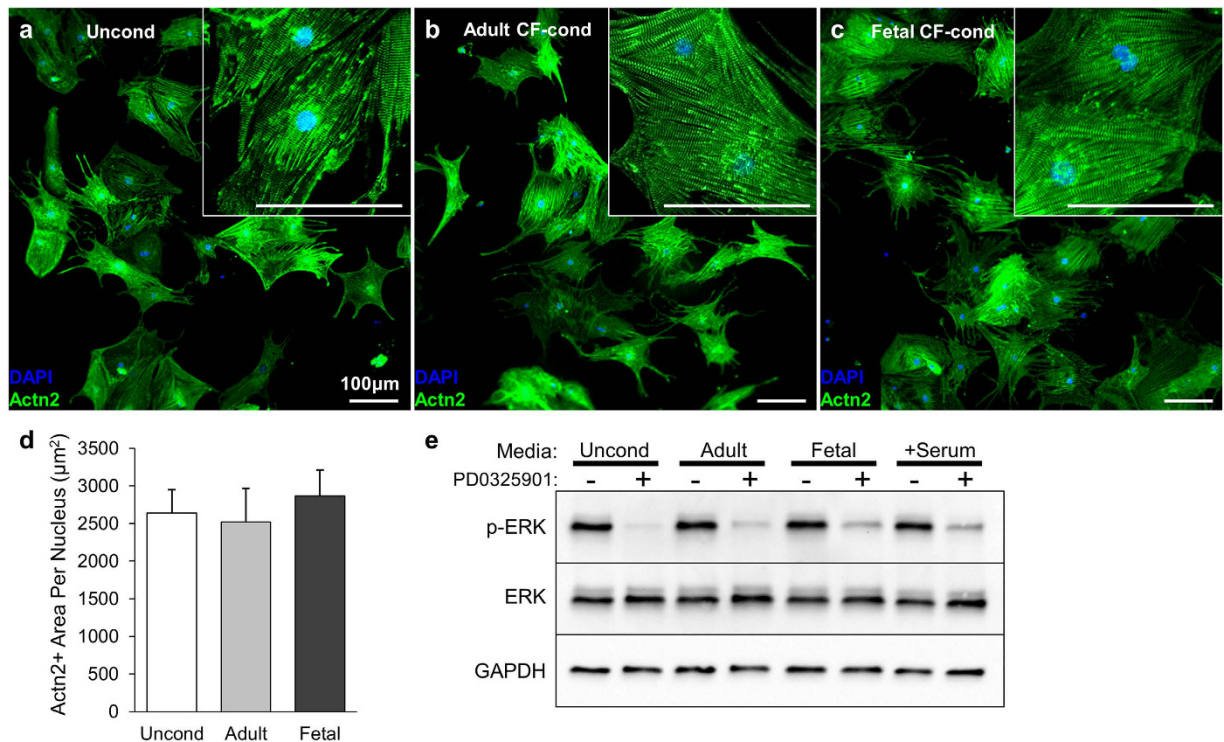 a Uncond
DAPI
Actn2
100µm
b Adult CF-cond
DAPI
Actn2
c Fetal CF-cond
DAPI
Actn2
d
Actn2+ Area Per Nucleus (µm²)
3500
3000
2500
2000
1500
1000
500
0
Uncond Adult Fetal
e
Media: Uncond Adult Fetal +Serum
PD0325901: - + - + - + - +
p-ERK
ERK
GAPDH